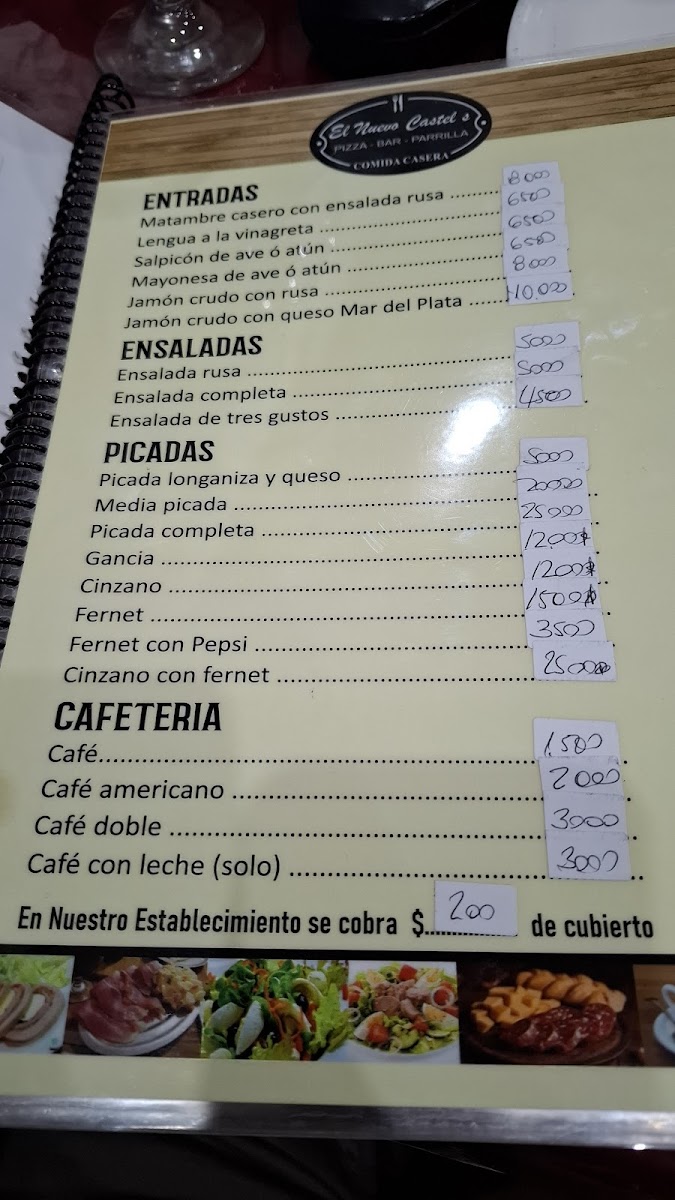 El Nuevo Castel s
PIZZA - BAR - PARRILLA
COMIDA CASERA
ENTRADAS
Matambre casero con ensalada rusa ........ 8000
Lengua a la vinagreta ........ 6500
Salpicón de ave ó atún ........ 6500
Mayonesa de ave ó atún ........ 6500
Jamón crudo con rusa ........ 8000
Jamón crudo con queso Mar del Plata ........ 10.000
ENSALADAS
Ensalada rusa ........ 5000
Ensalada completa ........ 5000
Ensalada de tres gustos ........ 4500
PICADAS
Picada longaniza y queso ........ 5000
Media picada ........ 20000
Picada completa ........ 25000
Gancia ........
Cinzano ........
Fernet ........
Fernet con Pepsi ........ 3500
Cinzano con fernet ........ 2500
CAFETERIA
Café ........ 1.500
Café americano ........ 2000
Café doble ........ 3000
Café con leche (solo) ........ 3000
En Nuestro Establecimiento se cobra $ 200 de cubierto